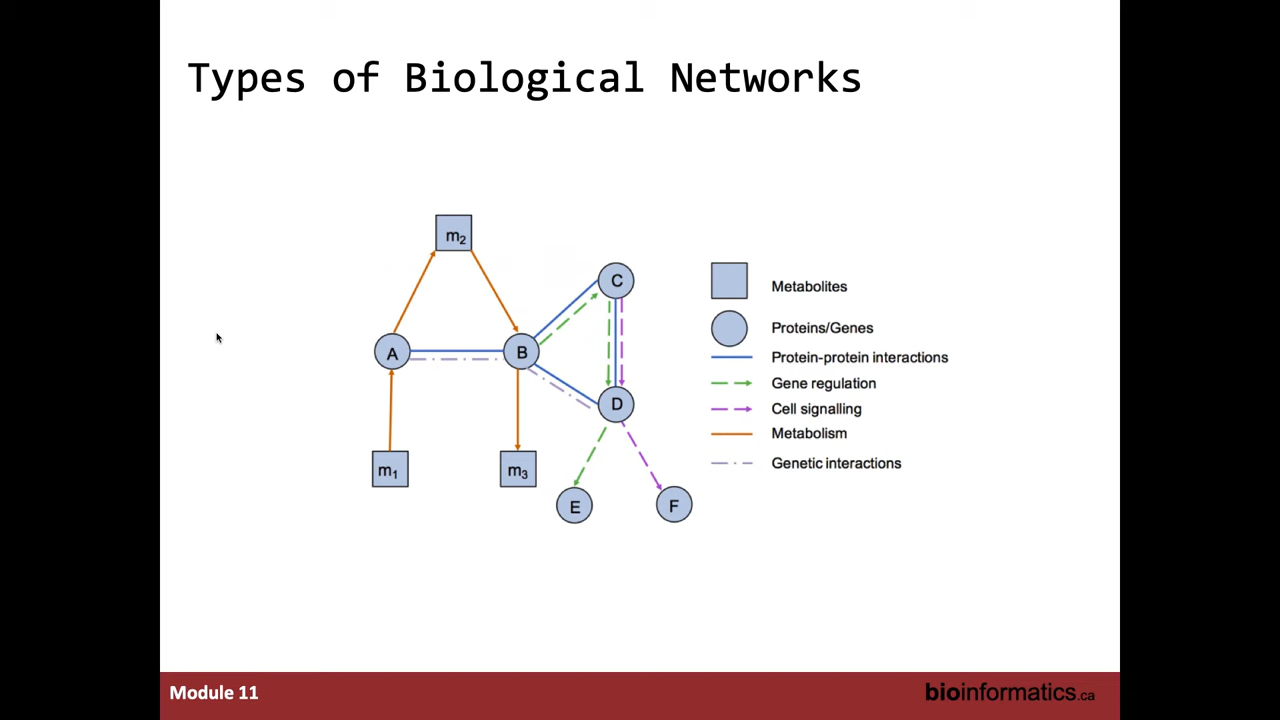 Types of Biological Networks
m2
C
Metabolites
Proteins/Genes
A
B
Protein-protein interactions
Gene regulation
D
Cell signalling
Metabolism
m1
m3
Genetic interactions
E
F
Module 11
bioinformatics.ca